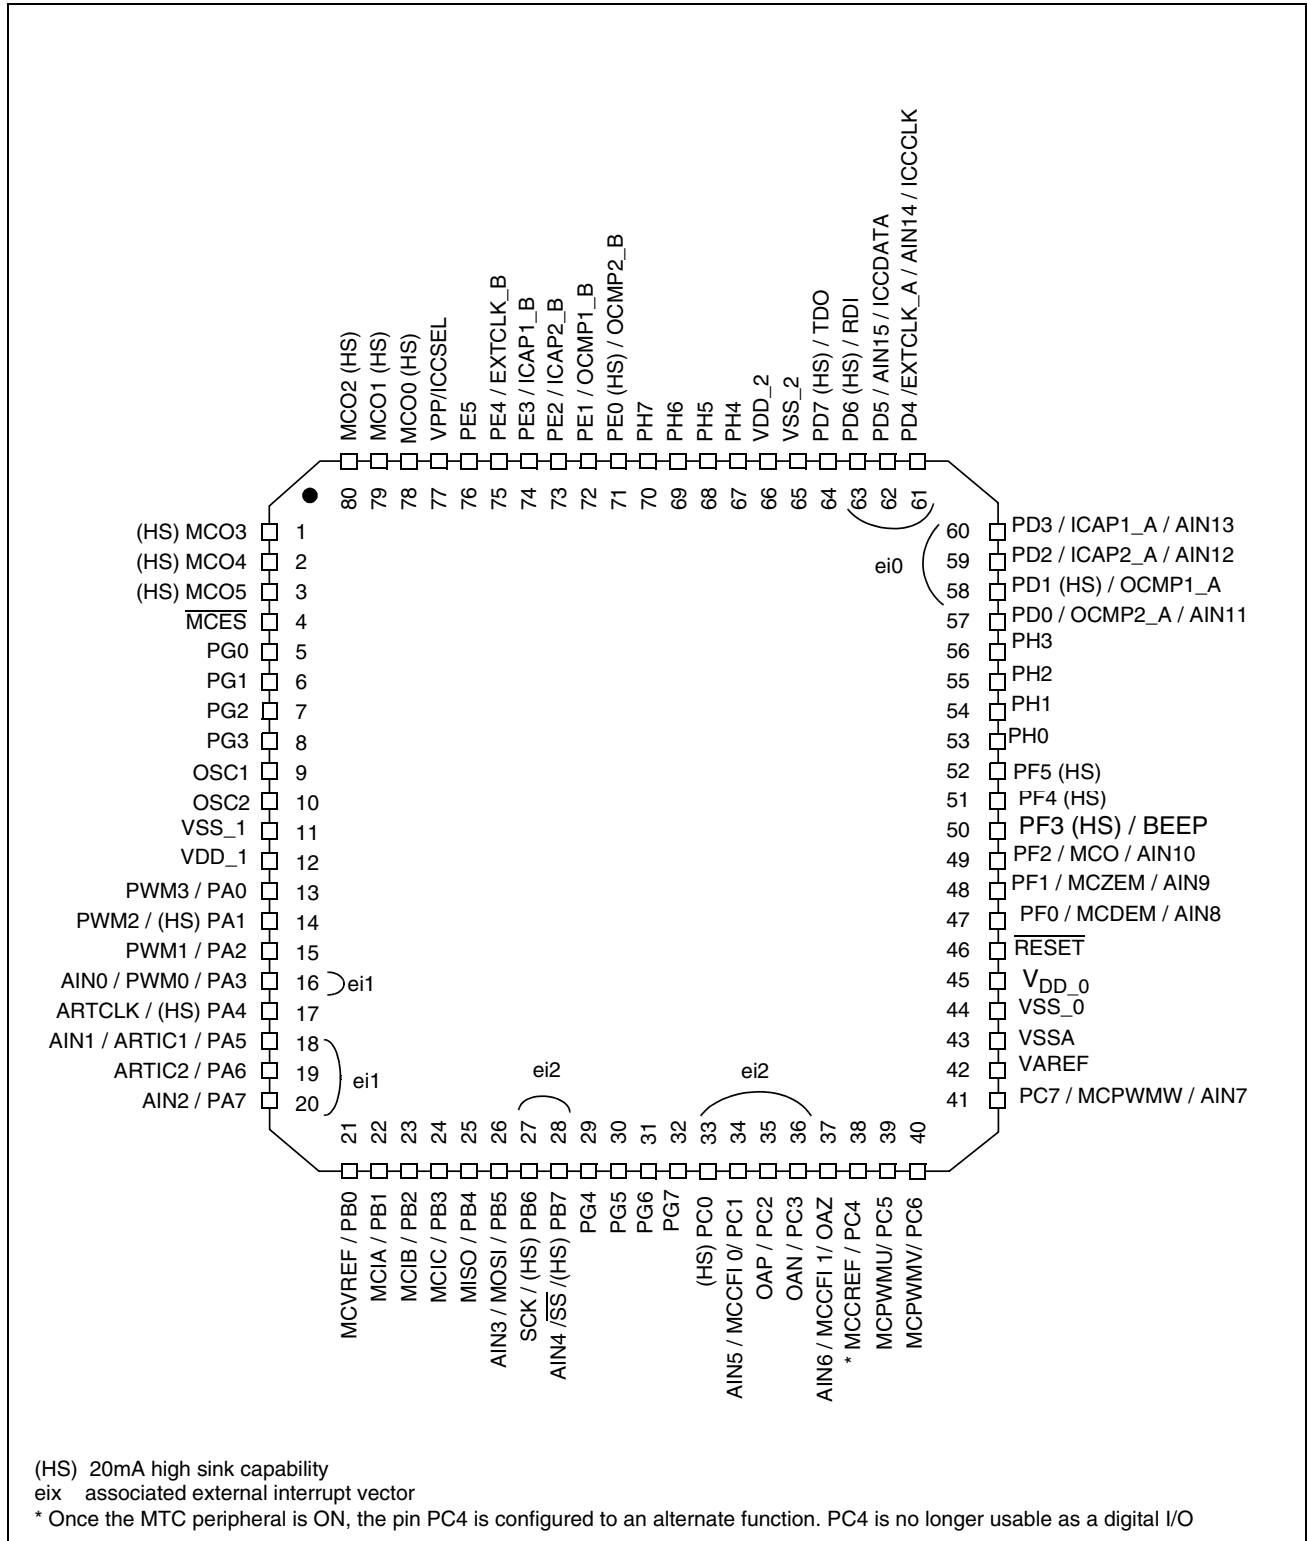 MCO2 (HS)
MCO1 (HS)
MCO0 (HS)
VPP/ICCSEL
PE5
PE4 / EXTCLK_B
PE3 / ICAP1_B
PE2 / ICAP2_B
PE1 / OCMP1_B
PE0 (HS) / OCMP2_B
PH7
PH6
PH5
PH4
VDD_2
VSS_2
PD7 (HS) / TDO
PD6 (HS) / RDI
PD5 / AIN15 / ICCDATA
PD4 /EXTCLK_A / AIN14 / ICCCLK
80 79 78 77 76 75 74 73 72 71 70 69 68 67 66 65 64 63 62 61
(HS) MCO3 1
(HS) MCO4 2
(HS) MCO5 3
MCES 4
PG0 5
PG1 6
PG2 7
PG3 8
OSC1 9
OSC2 10
VSS_1 11
VDD_1 12
PWM3 / PA0 13
PWM2 / (HS) PA1 14
PWM1 / PA2 15
AIN0 / PWM0 / PA3 16 ei1
ARTCLK / (HS) PA4 17
AIN1 / ARTIC1 / PA5 18
ARTIC2 / PA6 19
ei1
AIN2 / PA7 20
60 PD3 / ICAP1_A / AIN13
59 PD2 / ICAP2_A / AIN12
ei0
58 PD1 (HS) / OCMP1_A
57 PD0 / OCMP2_A / AIN11
56 PH3
55 PH2
54 PH1
53 PH0
52 PF5 (HS)
51 PF4 (HS)
50 PF3 (HS) / BEEP
49 PF2 / MCO / AIN10
48 PF1 / MCZEM / AIN9
47 PF0 / MCDEM / AIN8
46 RESET
45 VDD_0
44 VSS_0
43 VSSA
42 VAREF
41 PC7 / MCPWMW / AIN7
ei2 ei2
21 22 23 24 25 26 27 28 29 30 31 32 33 34 35 36 37 38 39 40
MCVREF / PB0
MCIA / PB1
MCIB / PB2
MCIC / PB3
MISO / PB4
AIN3 / MOSI / PB5
SCK / (HS) PB6
AIN4 /SS /(HS) PB7
PG4
PG5
PG6
PG7
(HS) PC0
AIN5 / MCCFI 0/ PC1
OAP / PC2
OAN / PC3
AIN6 / MCCFI 1/ OAZ
* MCCREF / PC4
MCPWMU/ PC5
MCPWMV/ PC6
(HS) 20mA high sink capability
eix associated external interrupt vector
* Once the MTC peripheral is ON, the pin PC4 is configured to an alternate function. PC4 is no longer usable as a digital I/O